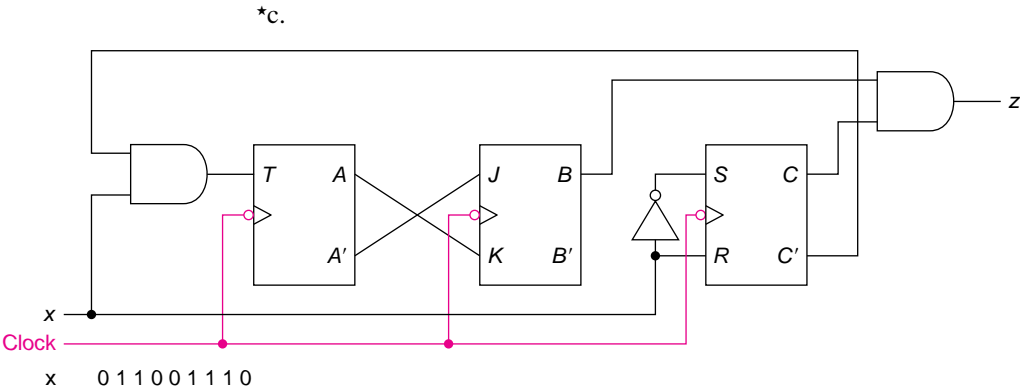 ★c.
z
T A J B S C
A′ K B′ R C′
x
Clock
x 0 1 1 0 0 1 1 1 0